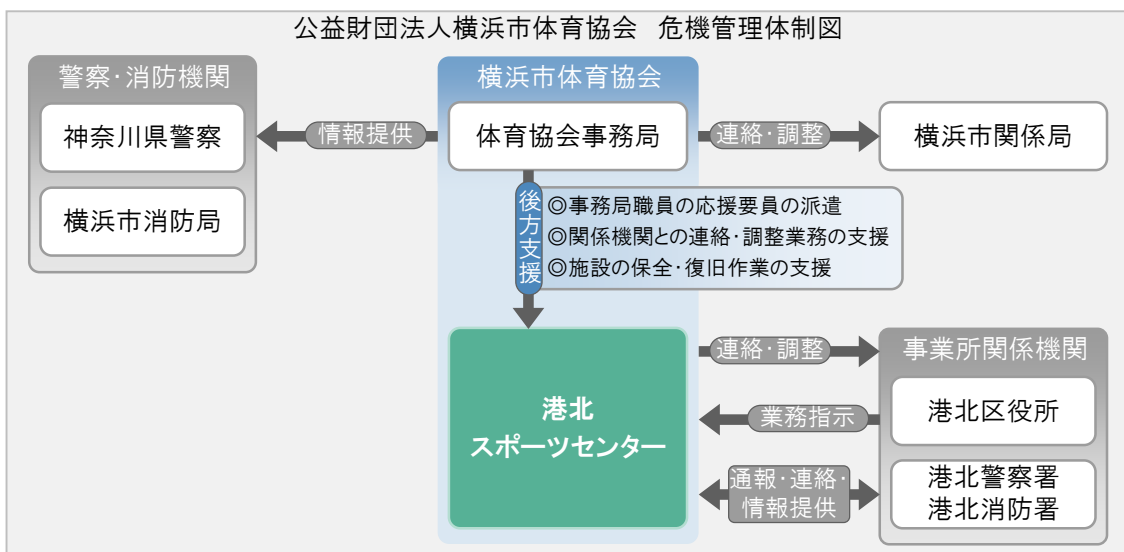 公益財団法人横浜市体育協会　危機管理体制図
警察・消防機関
神奈川県警察
横浜市消防局
情報提供
横浜市体育協会
体育協会事務局
連絡・調整
横浜市関係局
後方支援
◎事務局職員の応援要員の派遣
◎関係機関との連絡・調整業務の支援
◎施設の保全・復旧作業の支援
港北
スポーツセンター
連絡・調整
業務指示
通報・連絡・
情報提供
事業所関係機関
港北区役所
港北警察署
港北消防署